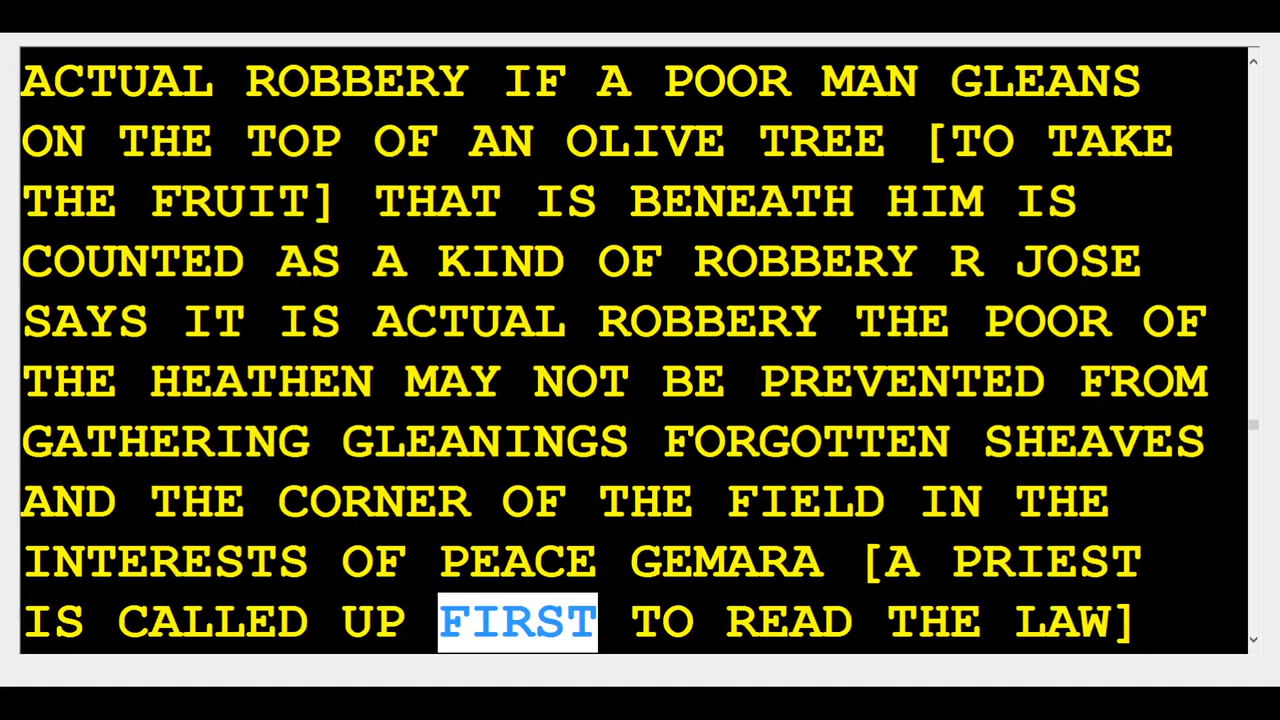 ACTUAL ROBBERY IF A POOR MAN GLEANS
ON THE TOP OF AN OLIVE TREE [TO TAKE
THE FRUIT] THAT IS BENEATH HIM IS
COUNTED AS A KIND OF ROBBERY R JOSE
SAYS IT IS ACTUAL ROBBERY THE POOR OF
THE HEATHEN MAY NOT BE PREVENTED FROM
GATHERING GLEANINGS FORGOTTEN SHEAVES
AND THE CORNER OF THE FIELD IN THE
INTERESTS OF PEACE GEMARA [A PRIEST
IS CALLED UP FIRST TO READ THE LAW]